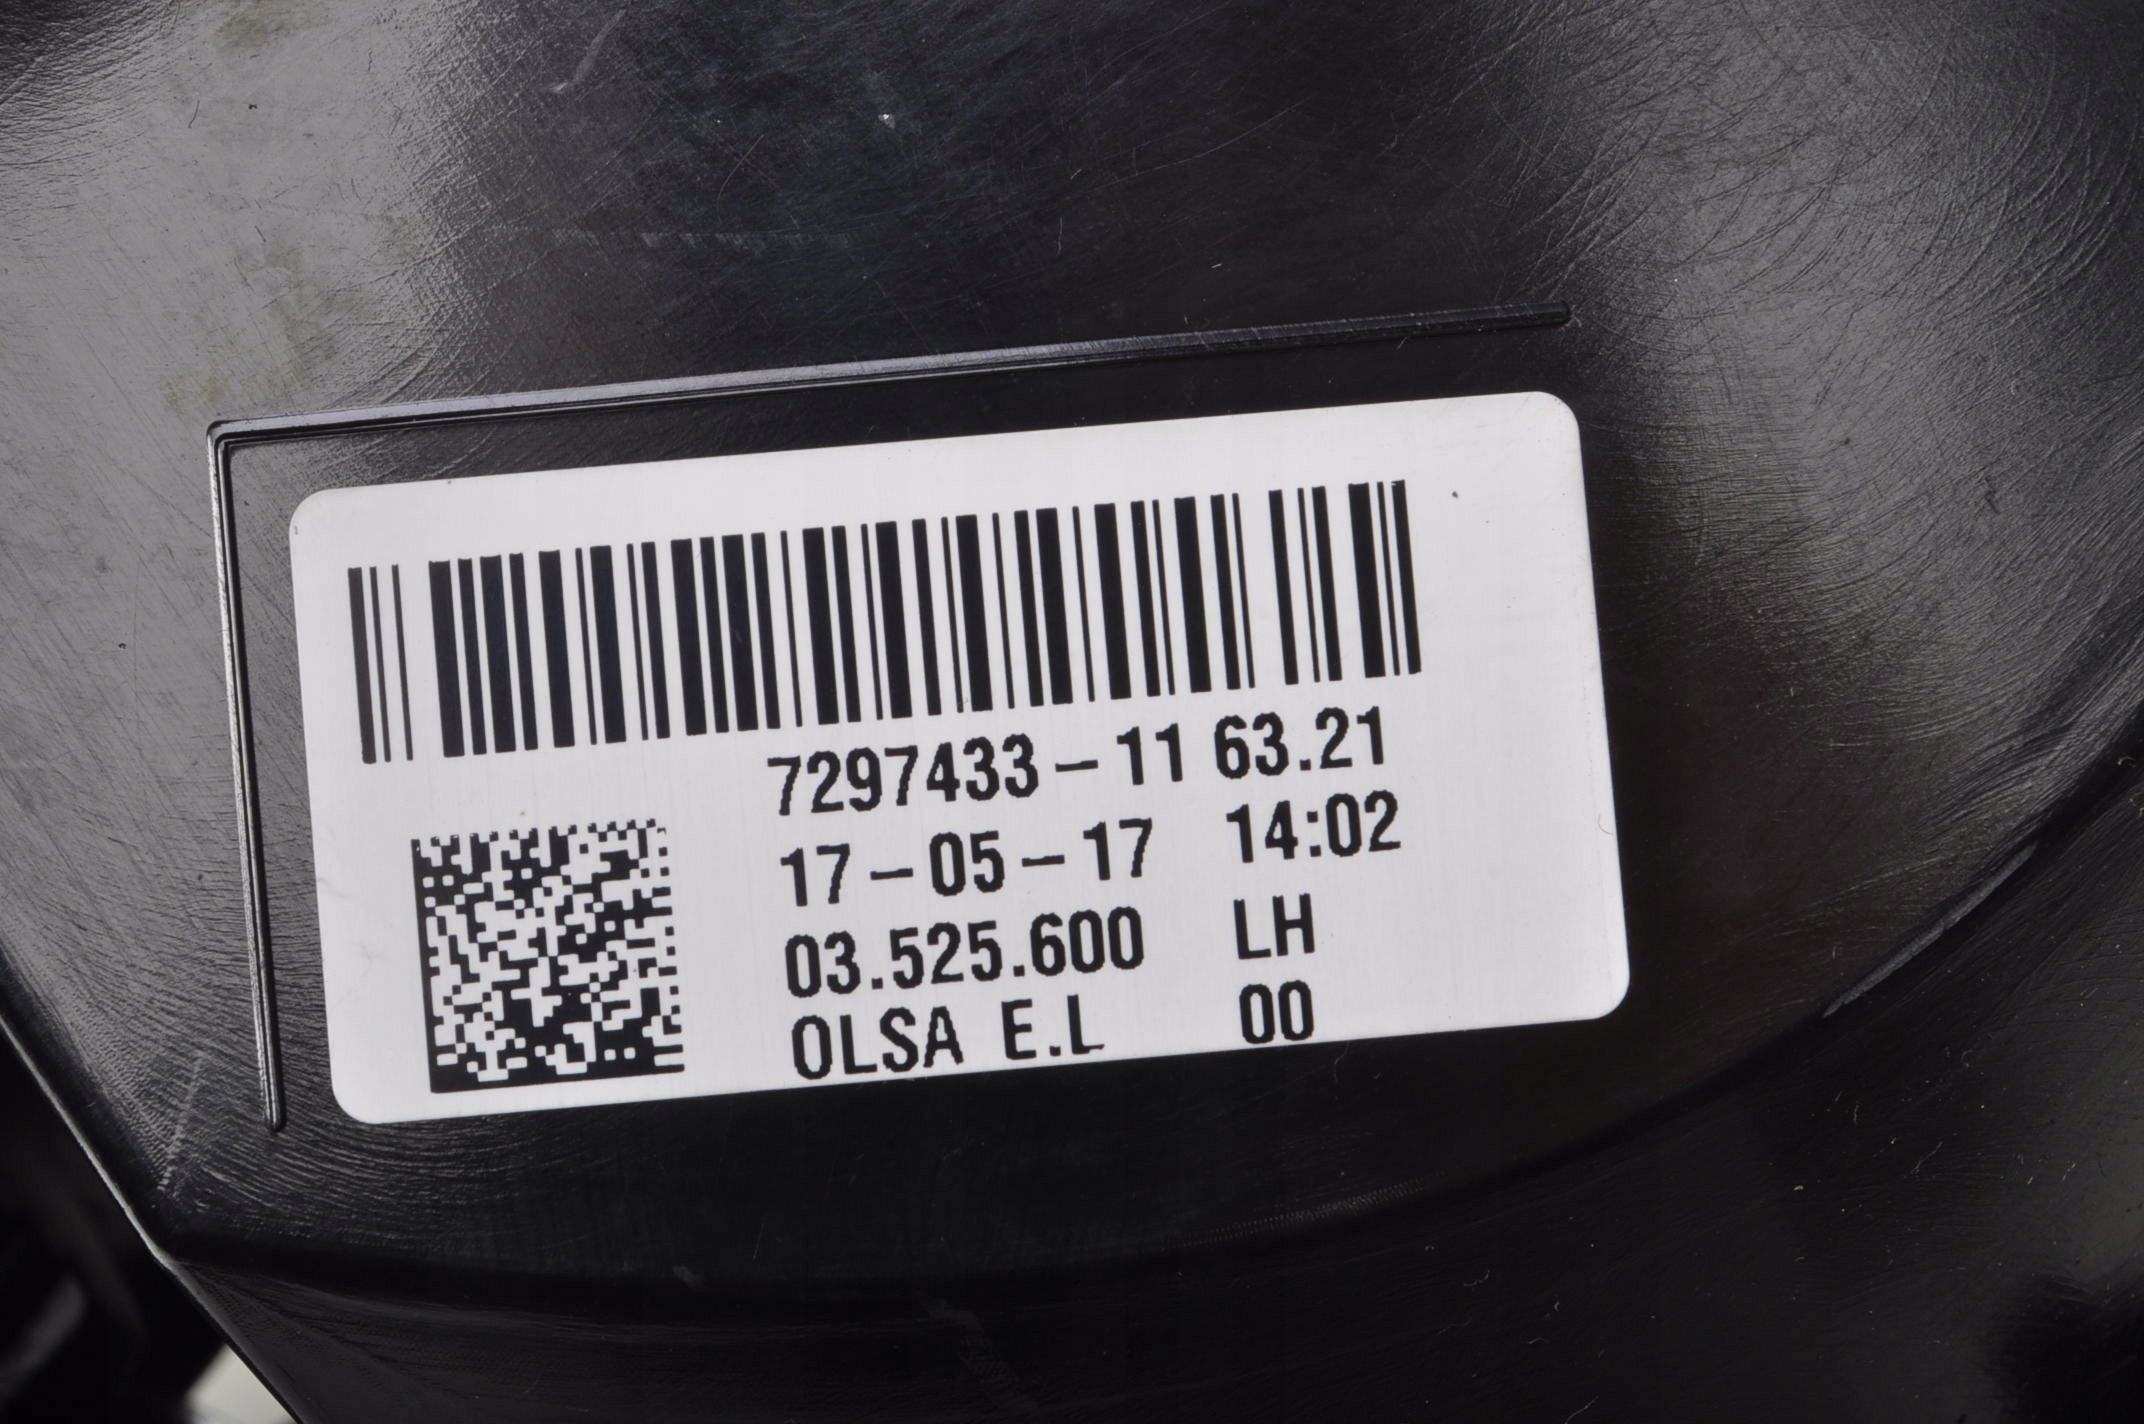 7297433-11 63.21
17-05-17 14:02
03.525.600 LH
OLSA E.L 00